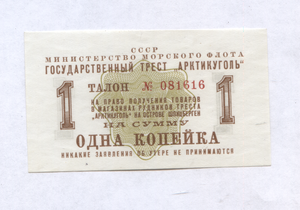 СССР
МИНИСТЕРСТВО МОРСКОГО ФЛОТА
ГОСУДАРСТВЕННЫЙ ТРЕСТ "АРКТИКУГОЛЬ"
ТАЛОН № 081616
НА ПРАВО ПОЛУЧЕНИЯ ТОВАРОВ
В МАГАЗИНАХ РУДНИКОВ ТРЕСТА
"АРКТИКУГОЛЬ" НА ОСТРОВЕ ШПИЦБЕРГЕН
1 НА СУММУ 1
ОДНА КОПЕЙКА
НИКАКИЕ ЗАЯВЛЕНИЯ ОБ УТЕРЕ НЕ ПРИНИМАЮТСЯ